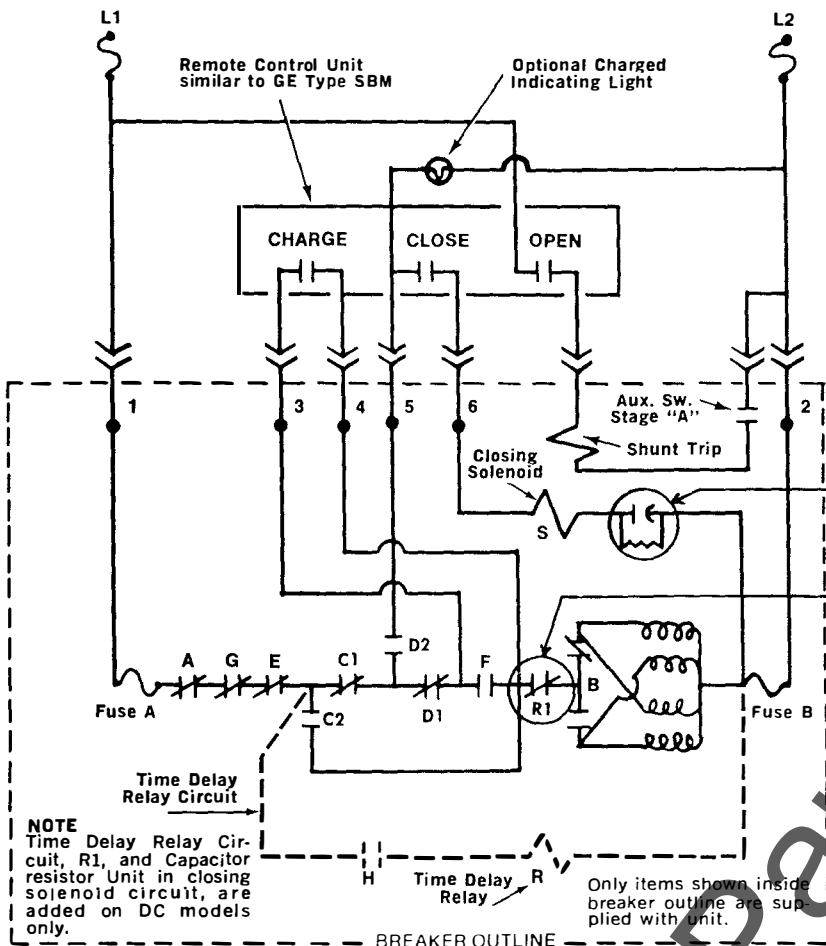 L1
L2
Remote Control Unit
similar to GE Type SBM
Optional Charged
Indicating Light
CHARGE
CLOSE
OPEN
1
3
4
5
6
Aux. Sw.
Stage "A"
2
Shunt Trip
Closing
Solenoid
S
D2
A
G
E
C1
F
B
Fuse A
D1
R1
Fuse B
C2
Time Delay
Relay Circuit
NOTE
Time Delay Relay Cir-
cuit, R1, and Capacitor
resistor Unit in closing
solenoid circuit, are
added on DC models
only.
H
Time Delay
Relay
R
Only items shown inside
breaker outline are sup-
plied with unit.
BREAKER OUTLINE